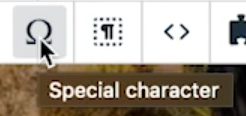 Ω ¶ <>
Special character